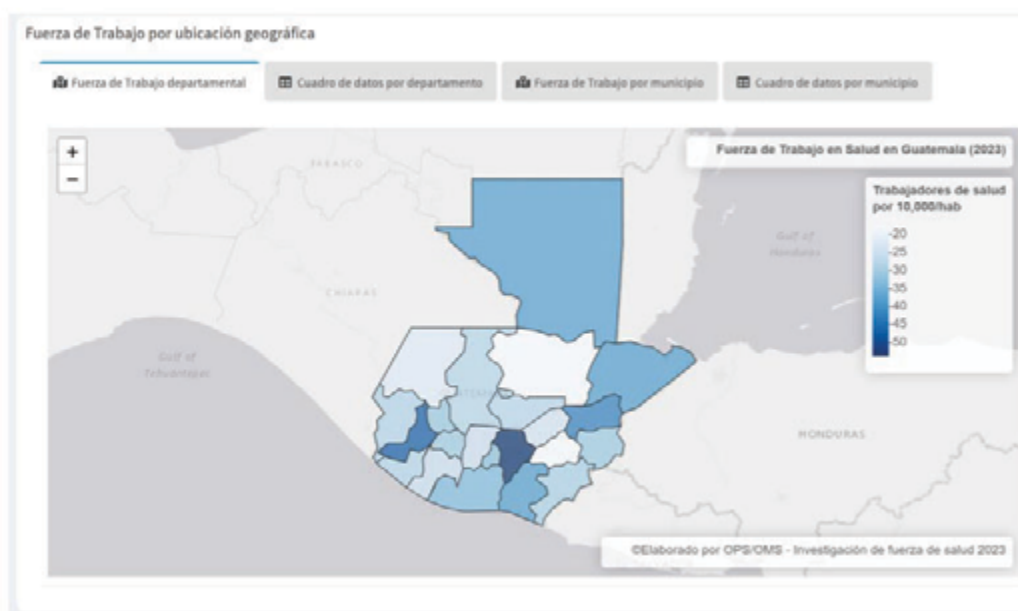 Fuerza de Trabajo por ubicación geográfica
Fuerza de Trabajo departamental
Cuadro de datos por departamento
Fuerza de Trabajo por municipio
Cuadro de datos por municipio
+
−
Fuerza de Trabajo en Salud en Guatemala (2023)
Trabajadores de salud
por 10,000/hab
-20
-25
-30
-35
-40
-45
-50
TABASCO
Gulf of
Honduras
CHIAPAS
Gulf of
Tehuantepec
HONDURAS
©Elaborado por OPS/OMS - Investigación de fuerza de salud 2023